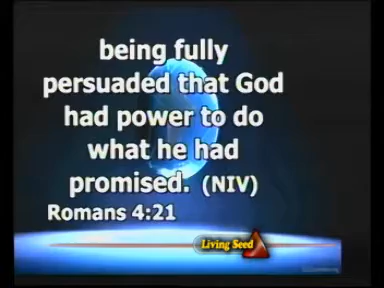 being fully
persuaded that God
had power to do
what he had
promised. (NIV)
Romans 4:21
Living Seed